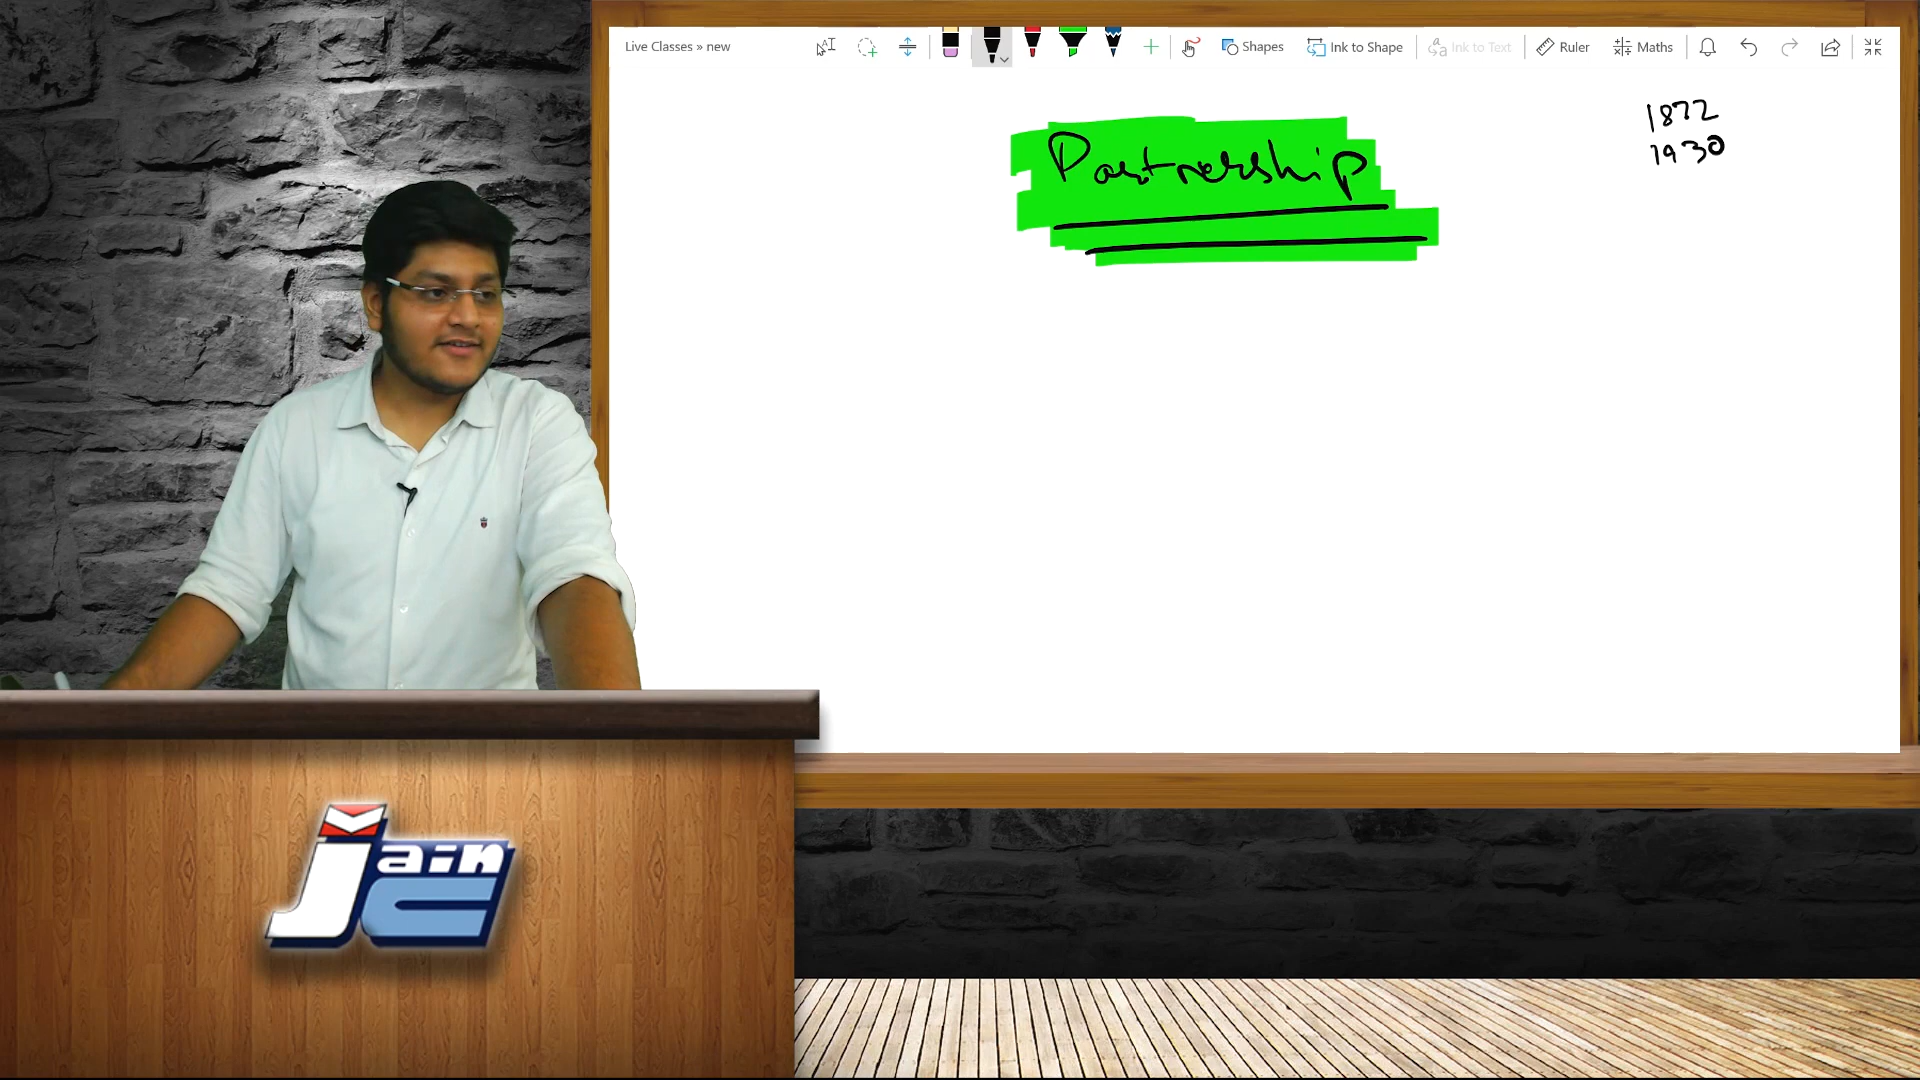 Live Classes » new
Shapes
Ink to Shape
Ink to Text
Ruler
Maths
1872
1930
Partnership
Jain